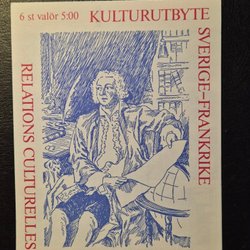 6 st valör 5:00
KULTURUTBYTE
SVERIGE-FRANKRIKE
RELATIONS CULTURELLES